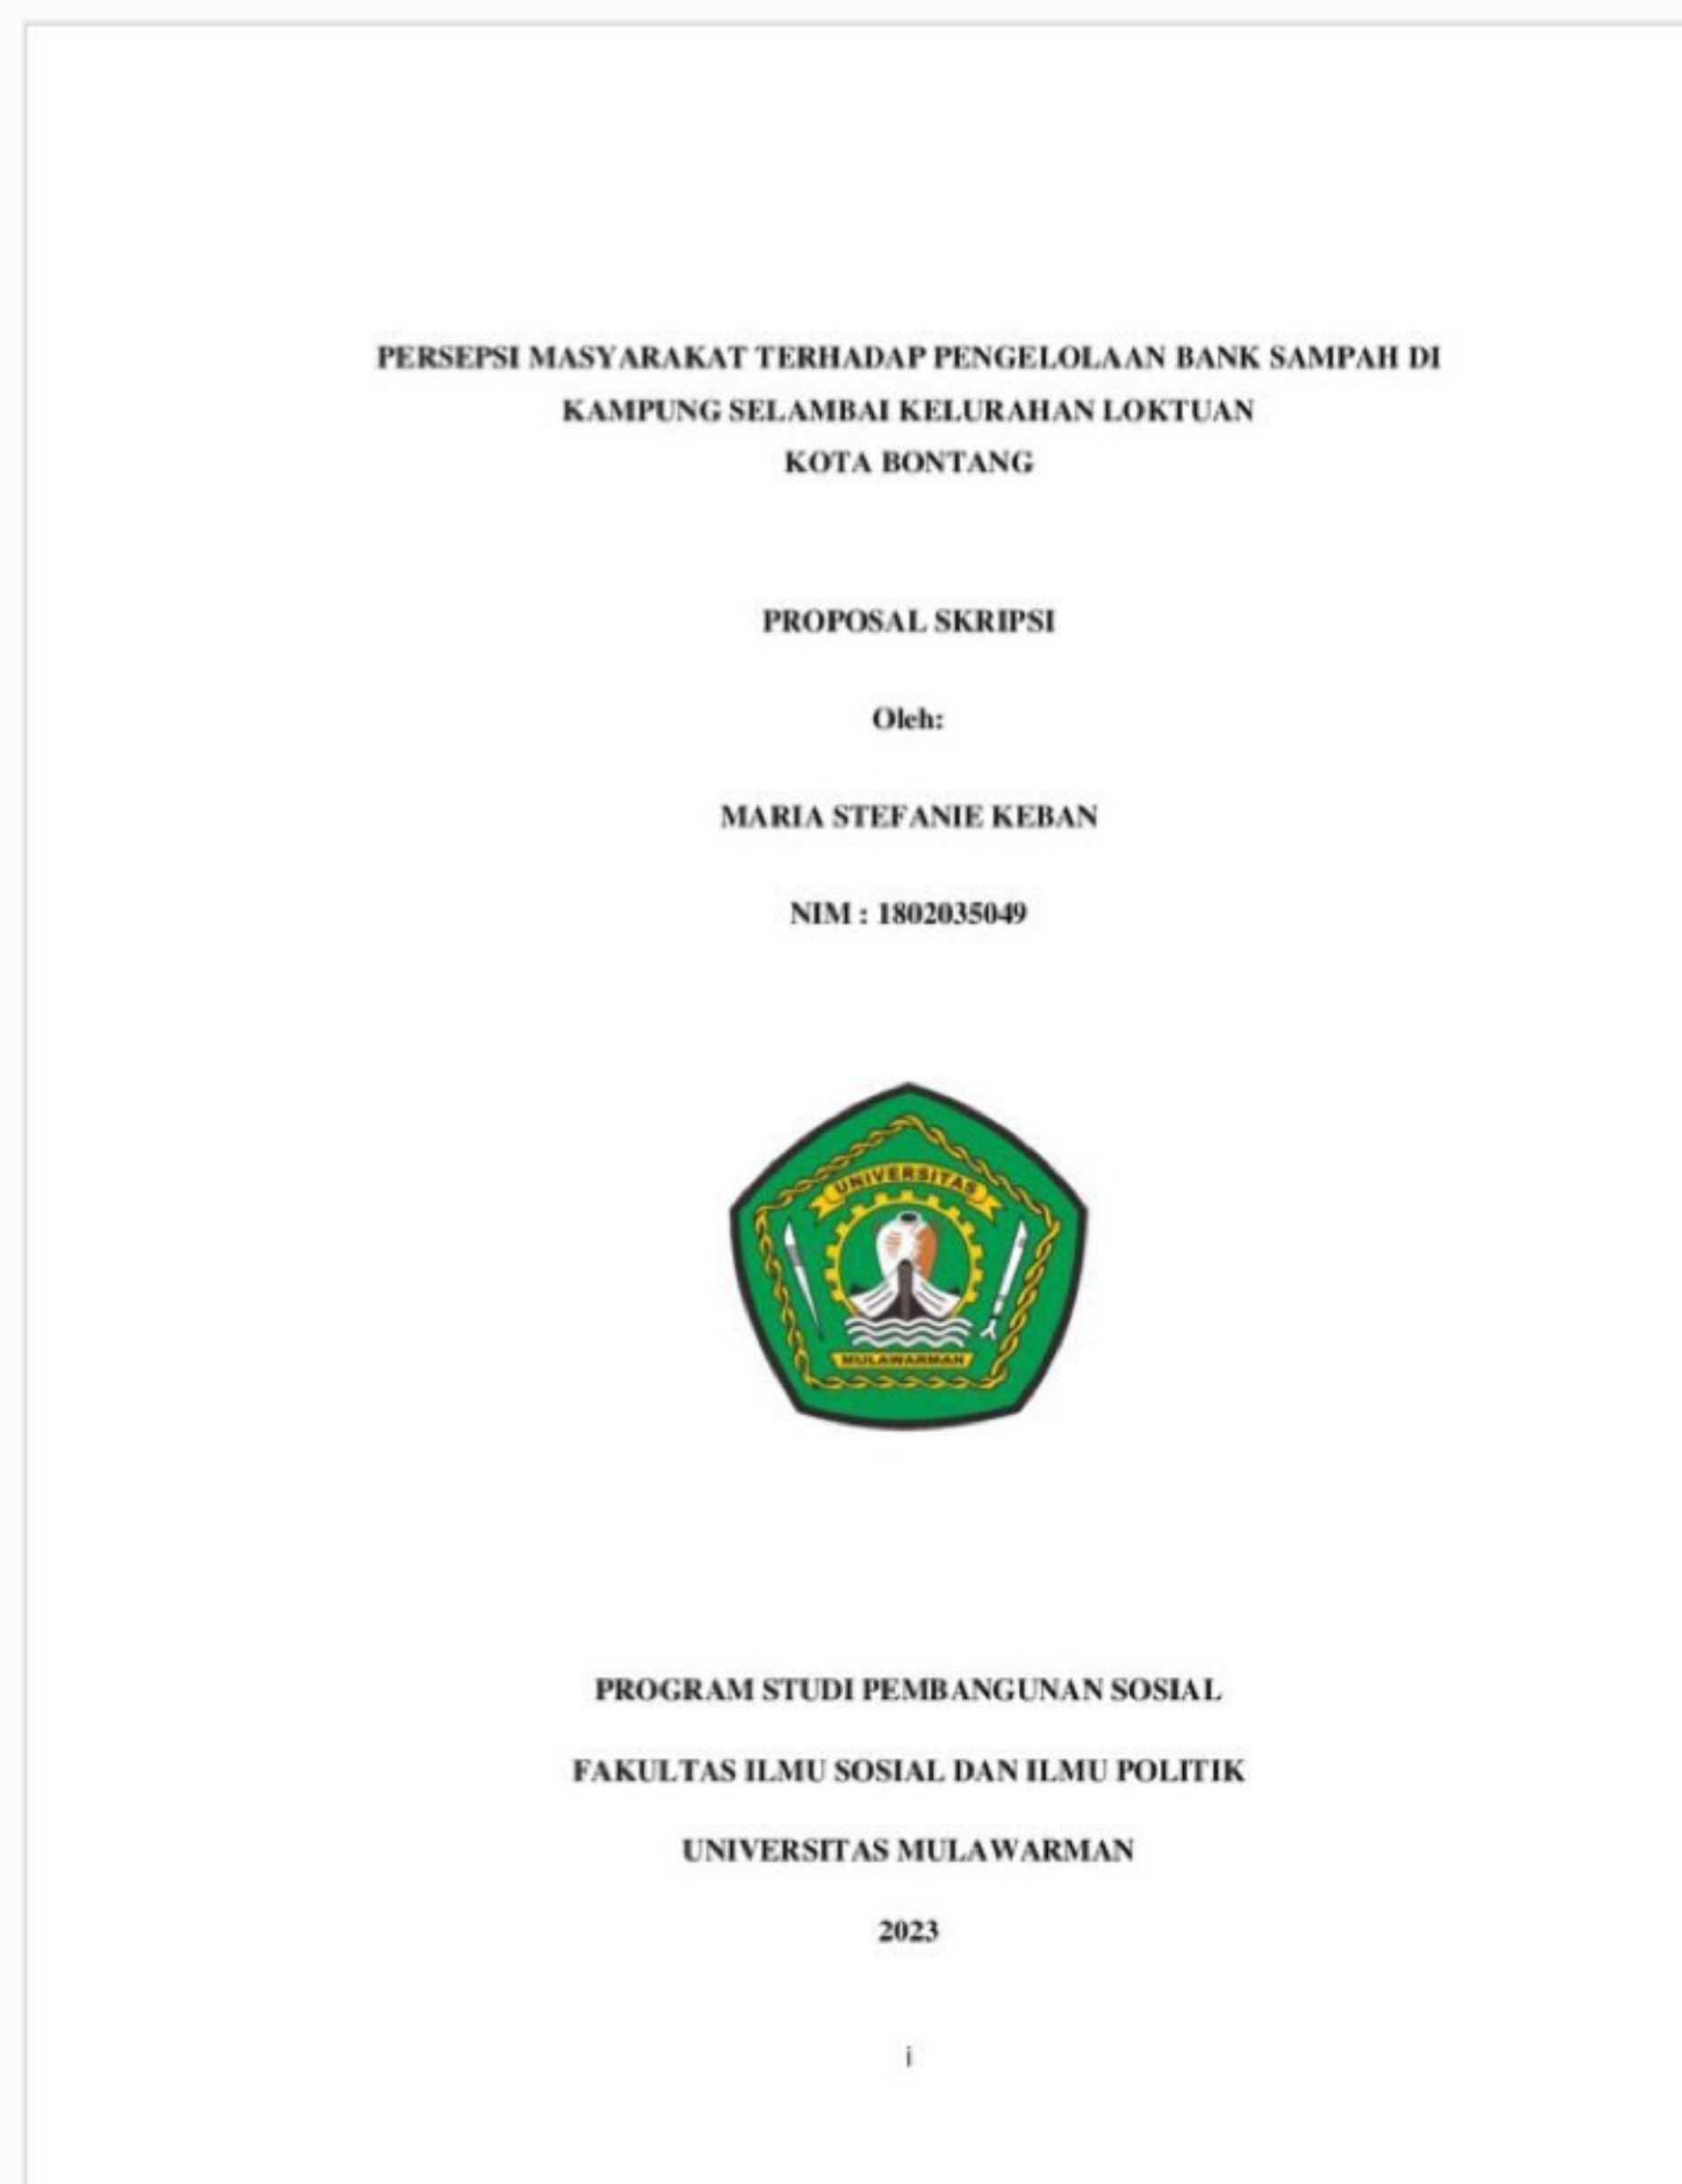 PERSEPSI MASYARAKAT TERHADAP PENGELOLAAN BANK SAMPAH DI
KAMPUNG SELAMBAI KELURAHAN LOKTUAN
KOTA BONTANG
PROPOSAL SKRIPSI
Oleh:
MARIA STEFANIE KEBAN
NIM : 1802035049
UNIVERSITAS
MULAWARMAN
PROGRAM STUDI PEMBANGUNAN SOSIAL
FAKULTAS ILMU SOSIAL DAN ILMU POLITIK
UNIVERSITAS MULAWARMAN
2023
i